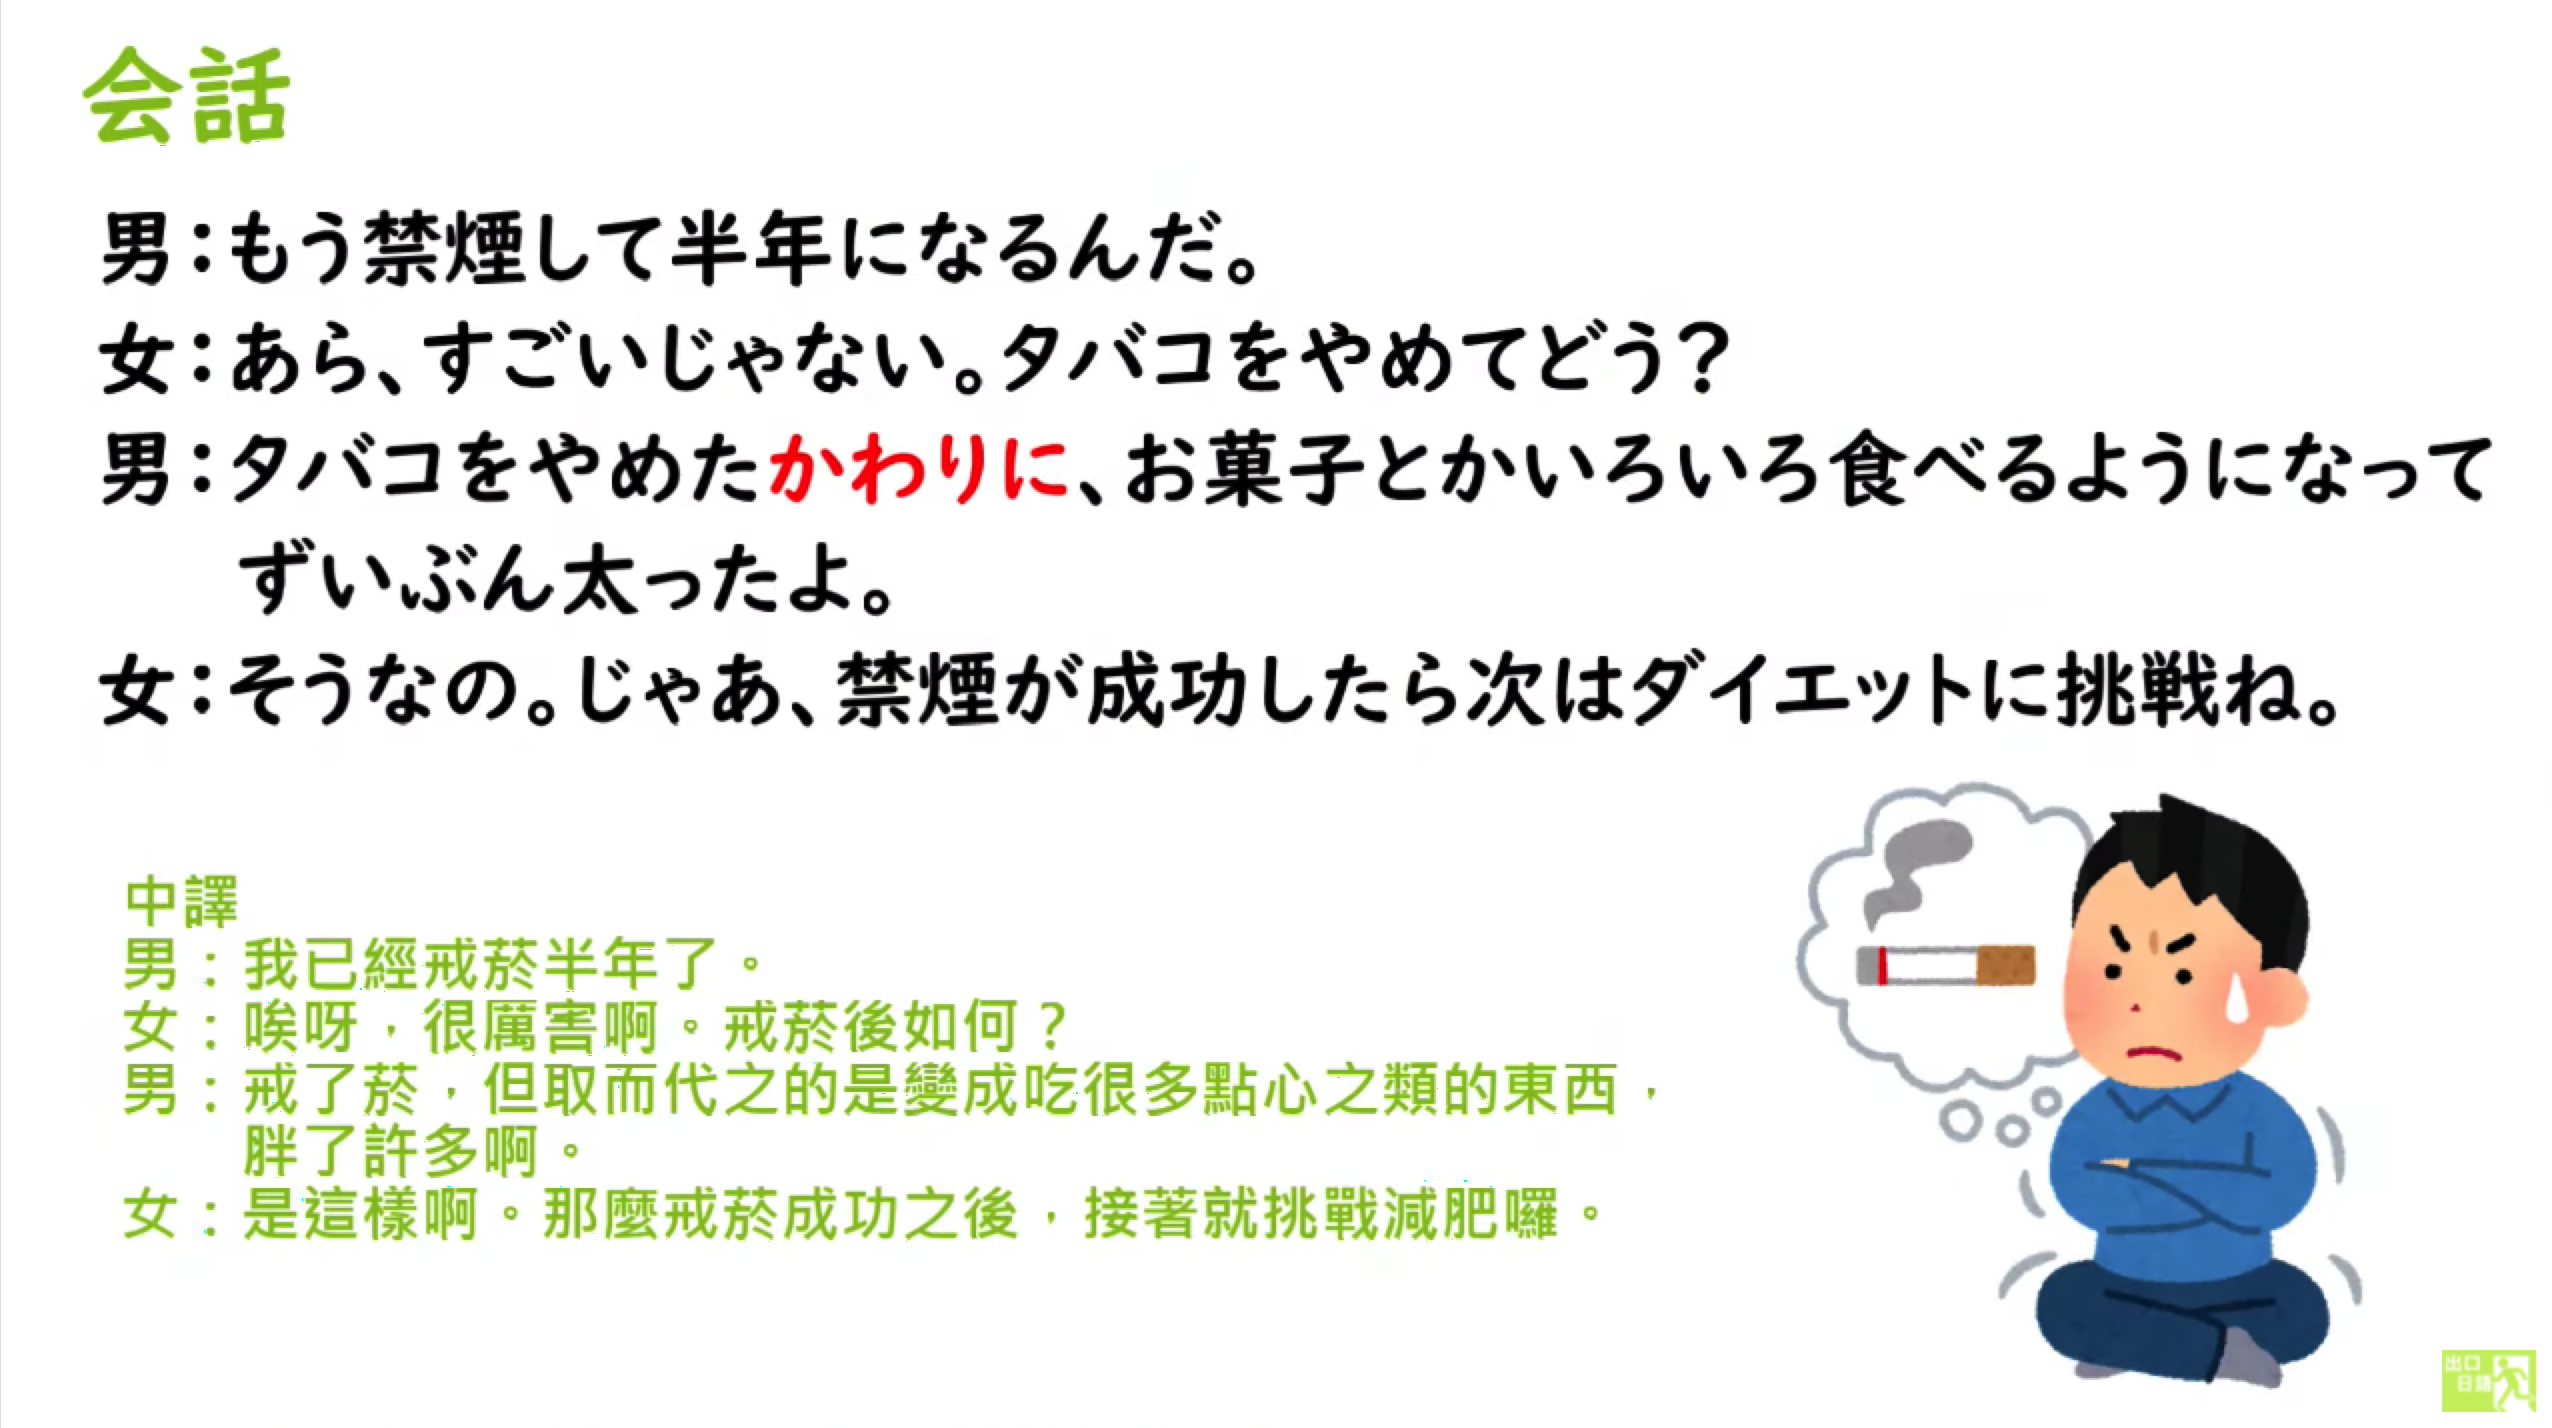 会話
男：もう禁煙して半年になるんだ。
女：あら、すごいじゃない。タバコをやめてどう？
男：タバコをやめたかわりに、お菓子とかいろいろ食べるようになって
ずいぶん太ったよ。
女：そうなの。じゃあ、禁煙が成功したら次はダイエットに挑戦ね。
中譯
男：我已經戒菸半年了。
女：唉呀，很厲害啊。戒菸後如何？
男：戒了菸，但取而代之的是變成吃很多點心之類的東西，
胖了許多啊。
女：是這樣啊。那麼戒菸成功之後，接著就挑戰減肥囉。
出口
日語